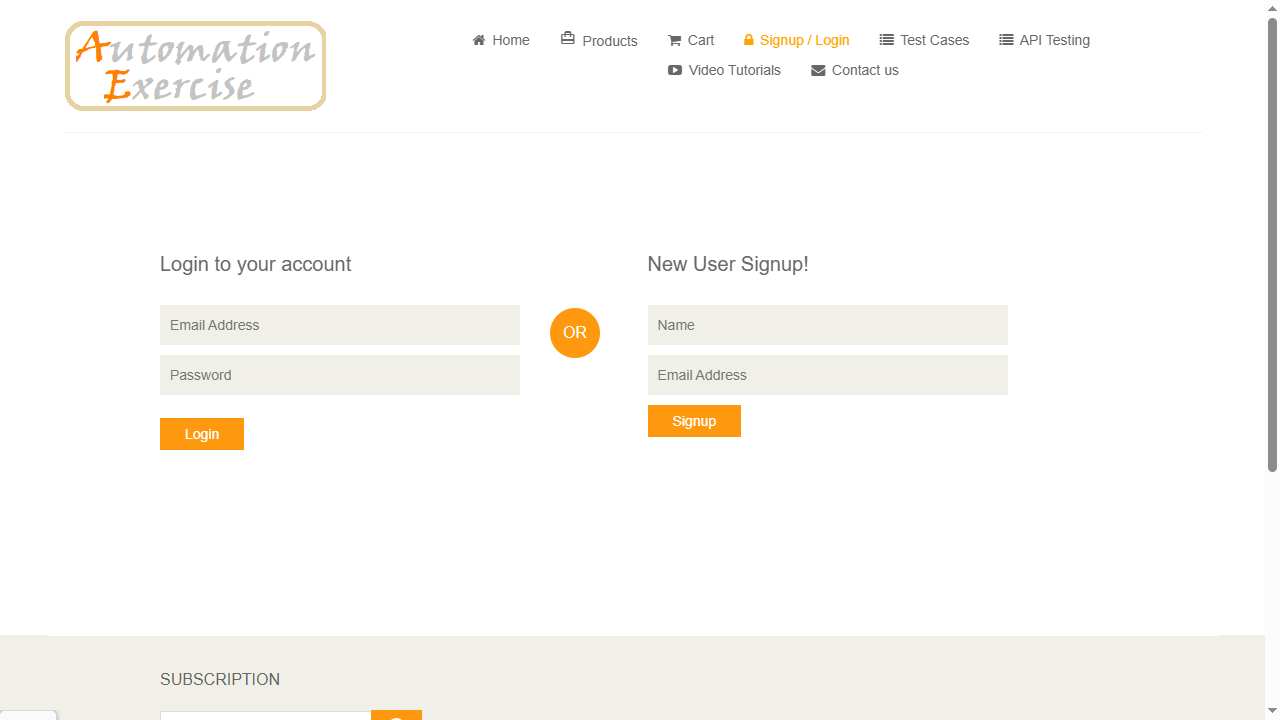 Automation
Exercise
Home
Products
Cart
Signup / Login
Test Cases
API Testing
Video Tutorials
Contact us
Login to your account
Email Address
Password
Login
OR
New User Signup!
Name
Email Address
Signup
SUBSCRIPTION